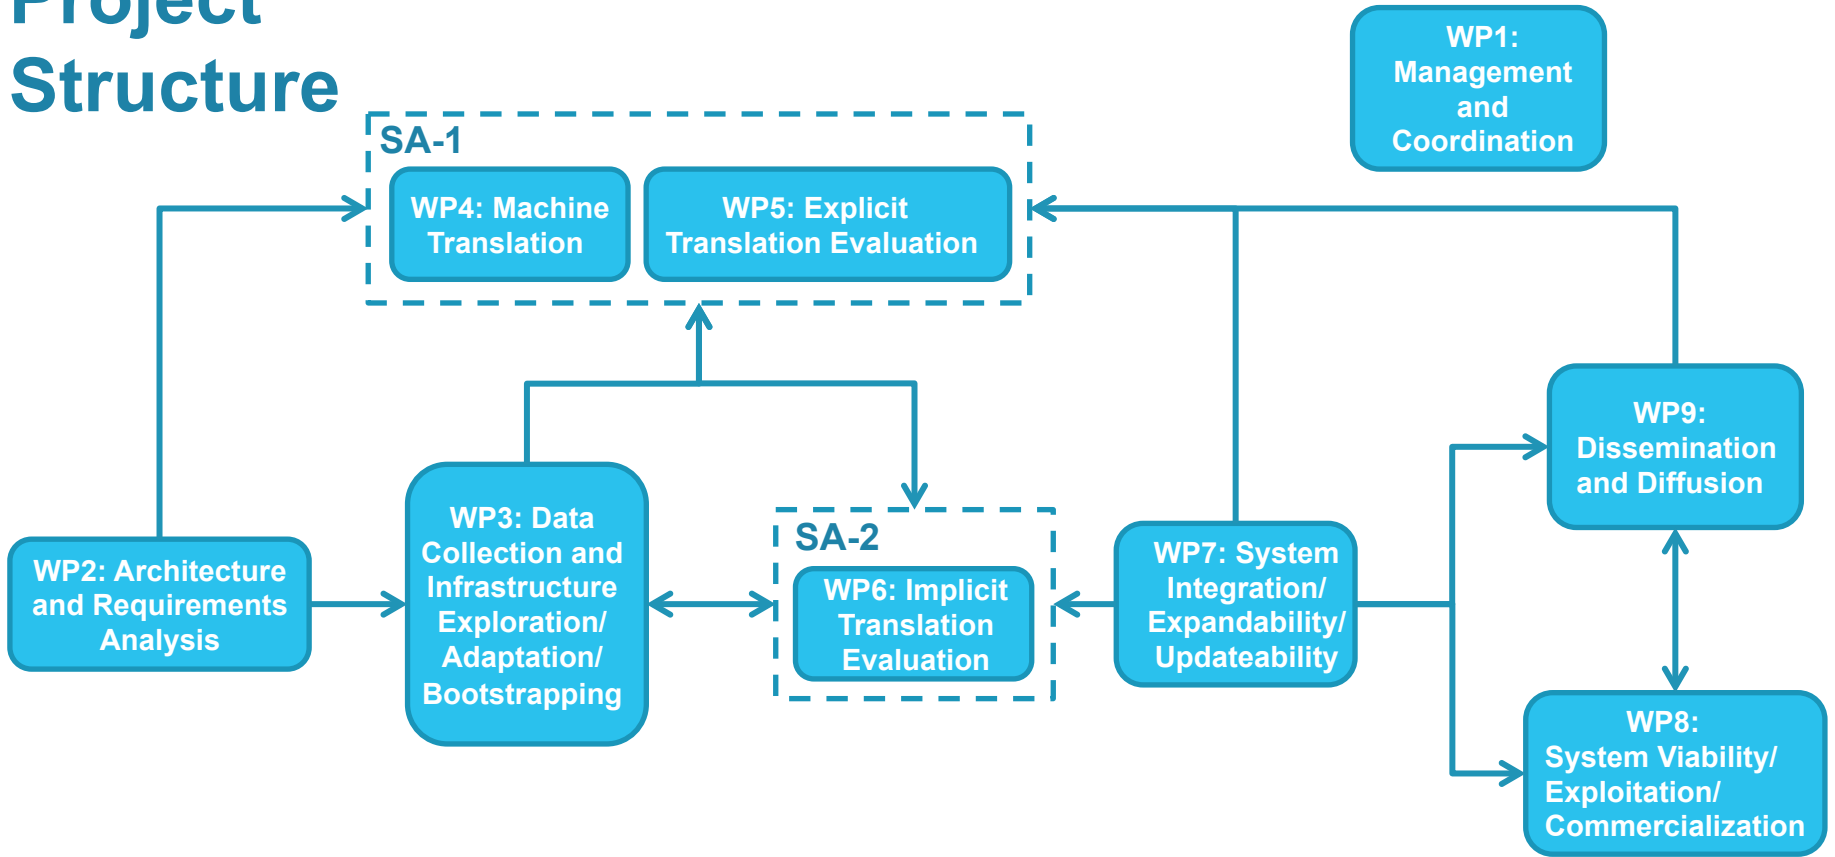 Project
Structure
WP1:
Management
and
Coordination
SA-1
WP4: Machine
Translation
WP5: Explicit
Translation Evaluation
WP2: Architecture
and Requirements
Analysis
WP3: Data
Collection and
Infrastructure
Exploration/
Adaptation/
Bootstrapping
SA-2
WP6: Implicit
Translation
Evaluation
WP7: System
Integration/
Expandability/
Updateability
WP9:
Dissemination
and Diffusion
WP8:
System Viability/
Exploitation/
Commercialization